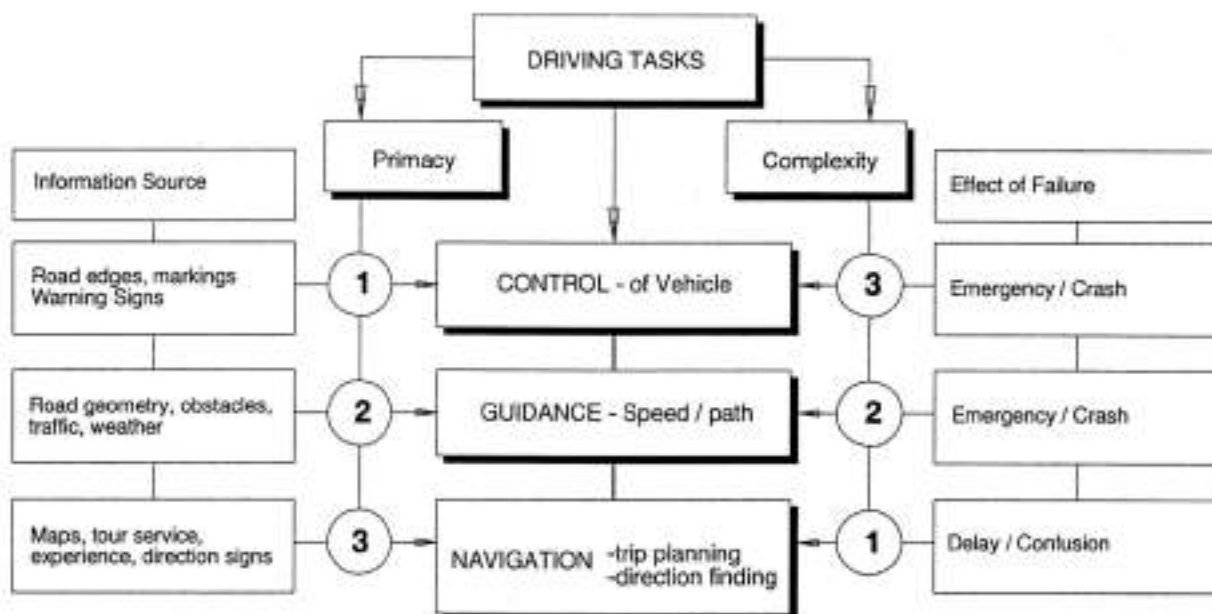 DRIVING TASKS
Primacy
Complexity
Information Source
Effect of Failure
Road edges, markings
Warning Signs
1
CONTROL - of Vehicle
3
Emergency / Crash
Road geometry, obstacles,
traffic, weather
2
GUIDANCE - Speed / path
2
Emergency / Crash
Maps, tour service,
experience, direction signs
3
NAVIGATION -trip planning
-direction finding
1
Delay / Confusion